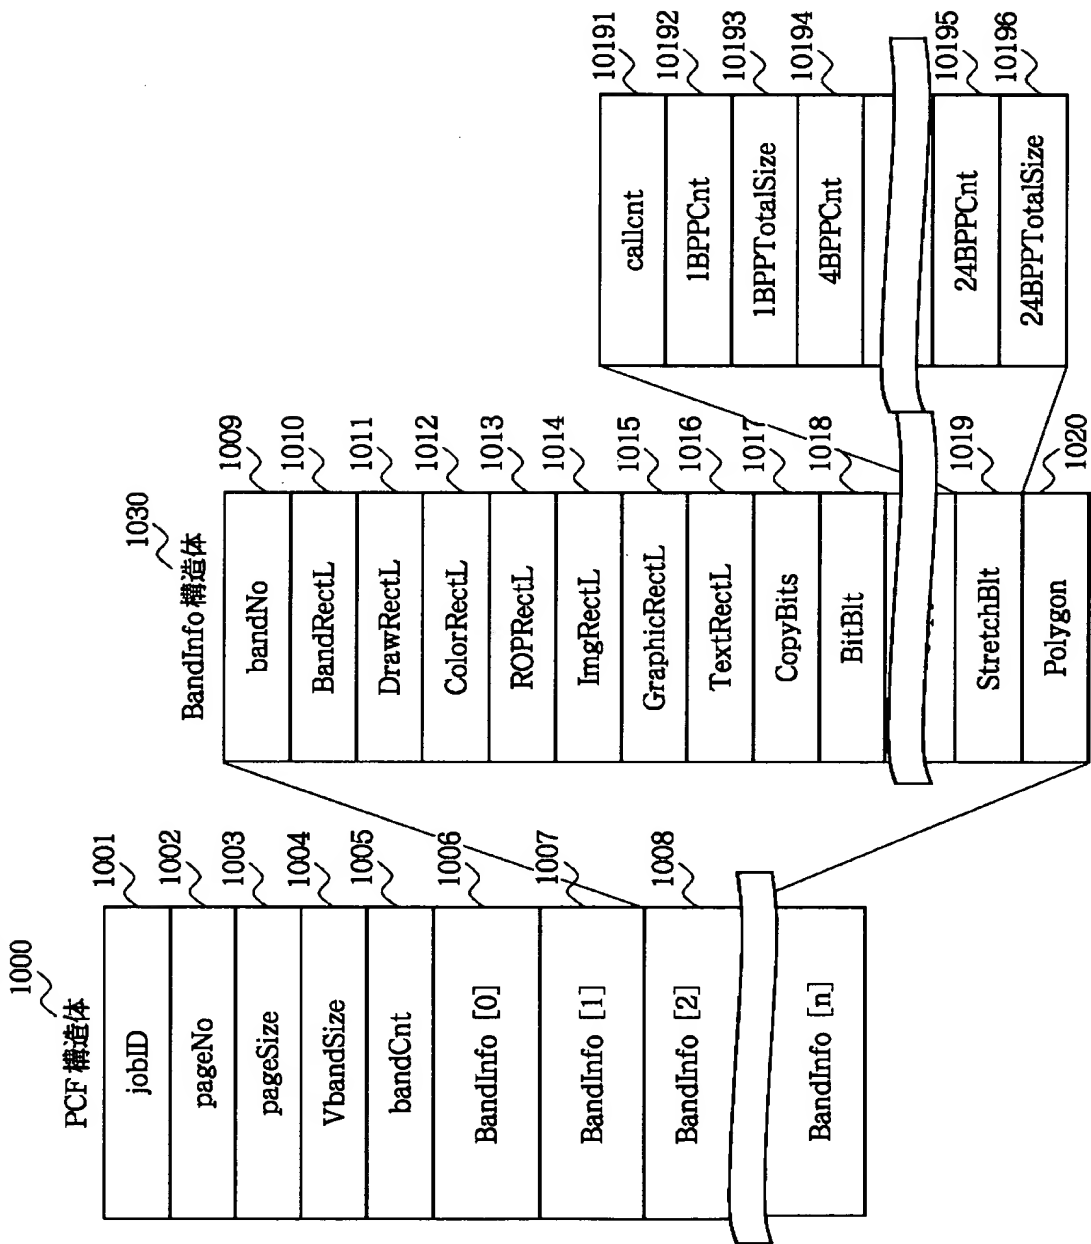 1000
PCF 構造体
jobID
1001
pageNo
1002
pageSize
1003
VbandSize
1004
bandCnt
1005
BandInfo [0]
1006
BandInfo [1]
1007
BandInfo [2]
1008
BandInfo [n]
1030
BandInfo 構造体
bandNo
1009
BandRectL
1010
DrawRectL
1011
ColorRectL
1012
ROPRectL
1013
ImgRectL
1014
GraphicRectL
1015
TextRectL
1016
CopyBits
1017
BitBlt
1018
StretchBlt
1019
Polygon
1020
callcnt
10191
1BPPCnt
10192
1BPPTotalSize
10193
4BPPCnt
10194
24BPPCnt
10195
24BPPTotalSize
10196